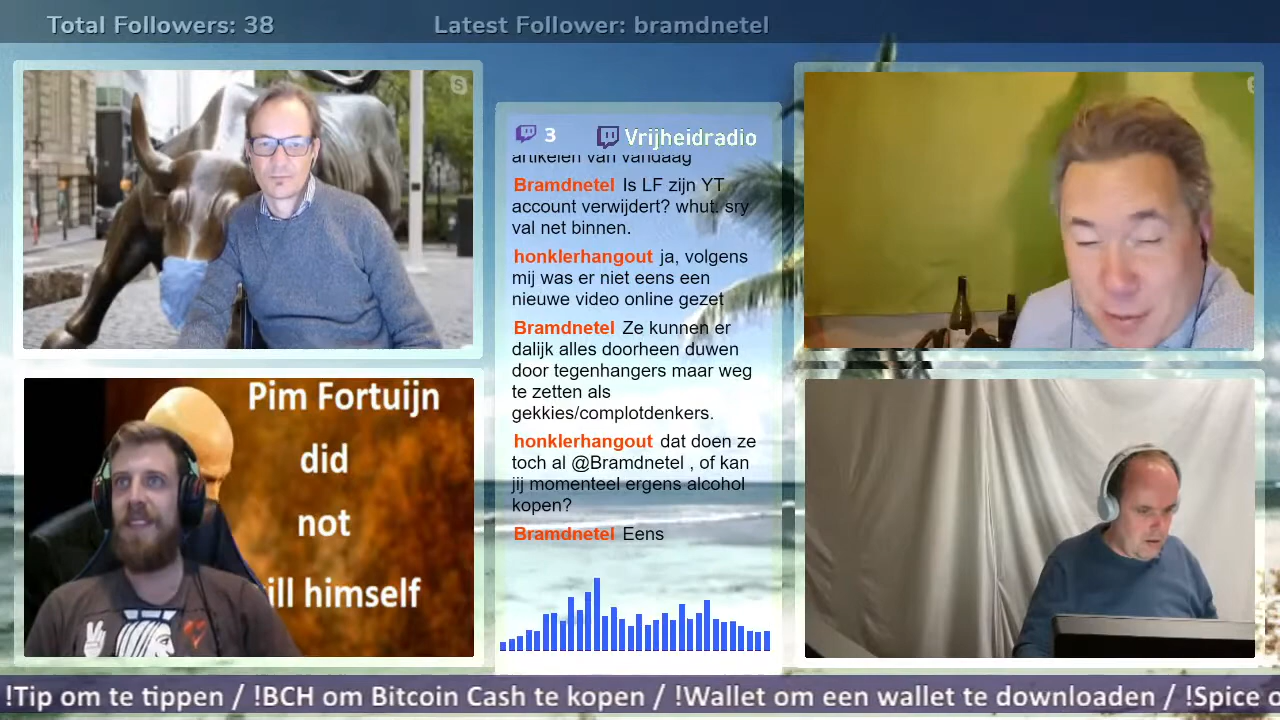 Total Followers: 38
Latest Follower: bramdnetel
3
Vrijheidradio
artikelen van vandaag
Bramdnetel Is LF zijn YT
account verwijdert? whut. sry
val net binnen.
honklerhangout ja, volgens
mij was er niet eens een
nieuwe video online gezet
Bramdnetel Ze kunnen er
dalijk alles doorheen duwen
door tegenhangers maar weg
te zetten als
gekkies/complotdenkers.
honklerhangout dat doen ze
toch al @Bramdnetel , of kan
jij momenteel ergens alcohol
kopen?
Bramdnetel Eens
Pim Fortuijn
did
not
ill himself
!Tip om te tippen / !BCH om Bitcoin Cash te kopen / !Wallet om een wallet te downloaden / !Spice